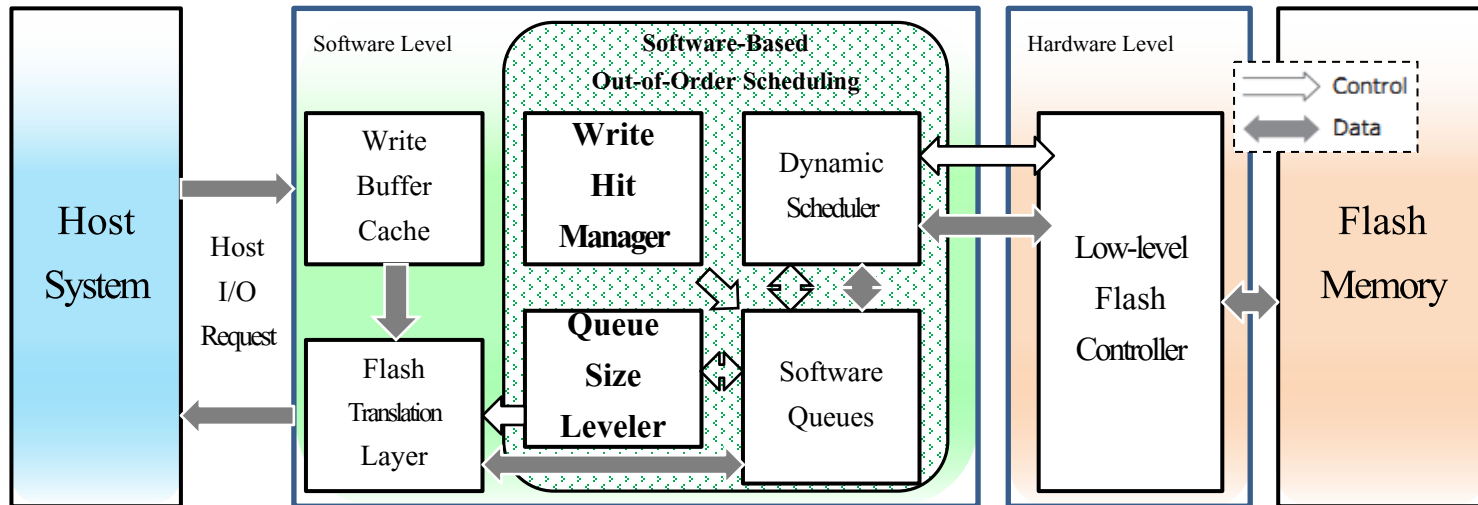 Host
System
Host
I/O
Request
Software Level
Software-Based
Out-of-Order Scheduling
Write
Buffer
Cache
Write
Hit
Manager
Dynamic
Scheduler
Flash
Translation
Layer
Queue
Size
Leveler
Software
Queues
Hardware Level
Low-level
Flash
Controller
Control
Data
Flash
Memory